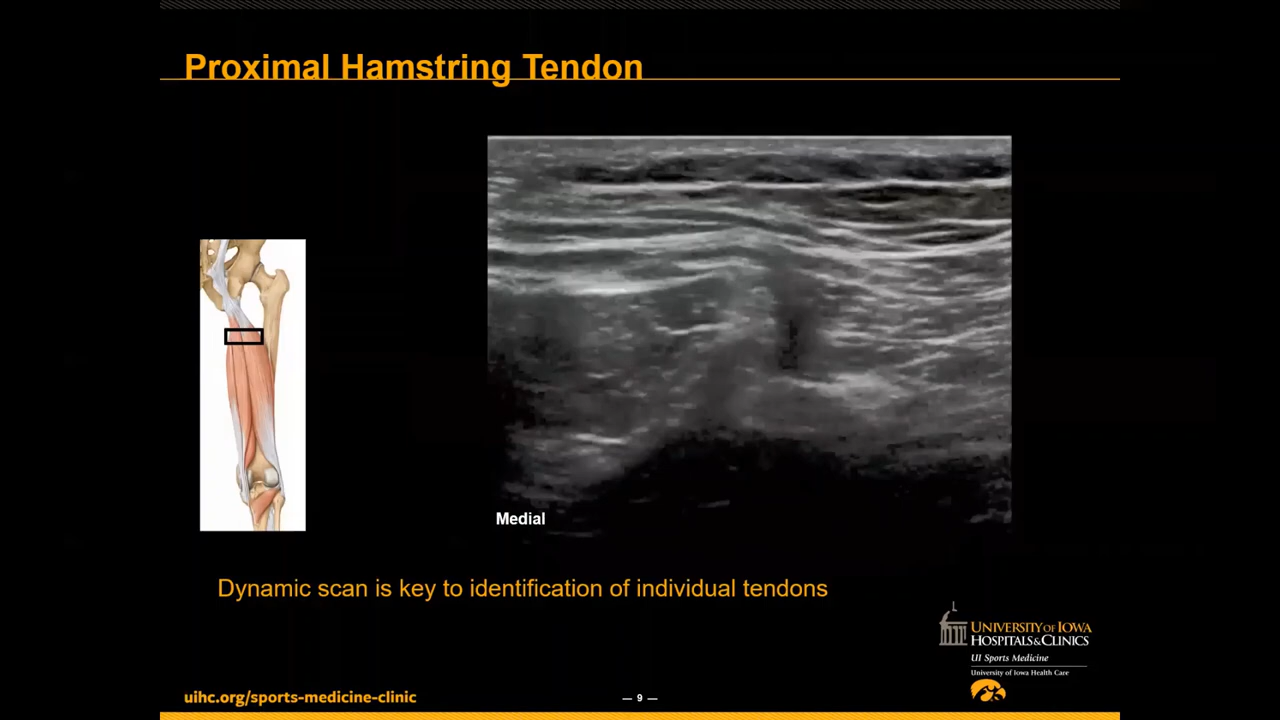 Proximal Hamstring Tendon
Medial
Dynamic scan is key to identification of individual tendons
UNIVERSITY OF IOWA
HOSPITALS & CLINICS
UI Sports Medicine
University of Iowa Health Care
uihc.org/sports-medicine-clinic
— 9 —